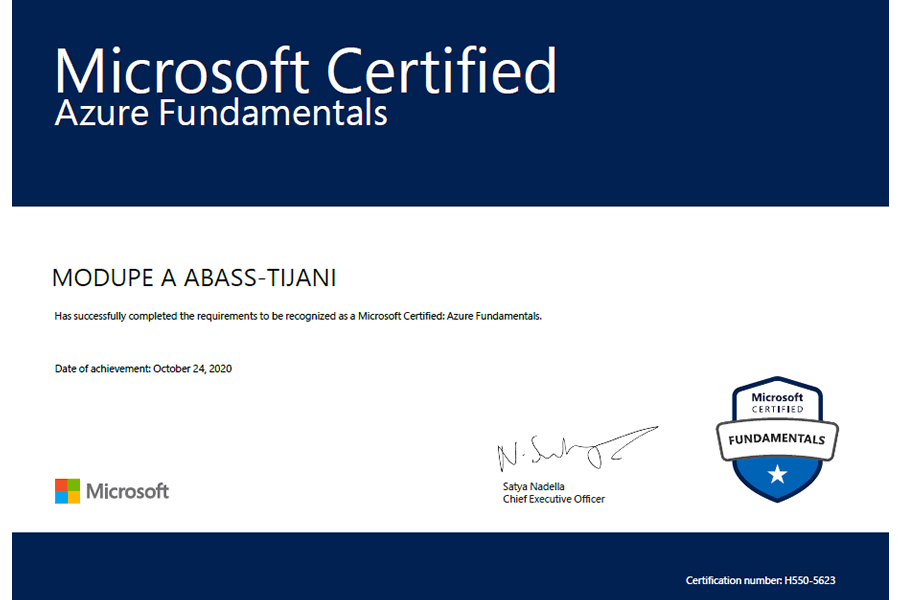 Microsoft Certified
Azure Fundamentals
MODUPE A ABASS-TIJANI
Has successfully completed the requirements to be recognized as a Microsoft Certified: Azure Fundamentals.
Date of achievement: October 24, 2020
Microsoft
CERTIFIED
FUNDAMENTALS
Satya Nadella
Chief Executive Officer
Microsoft
Certification number: H550-5623